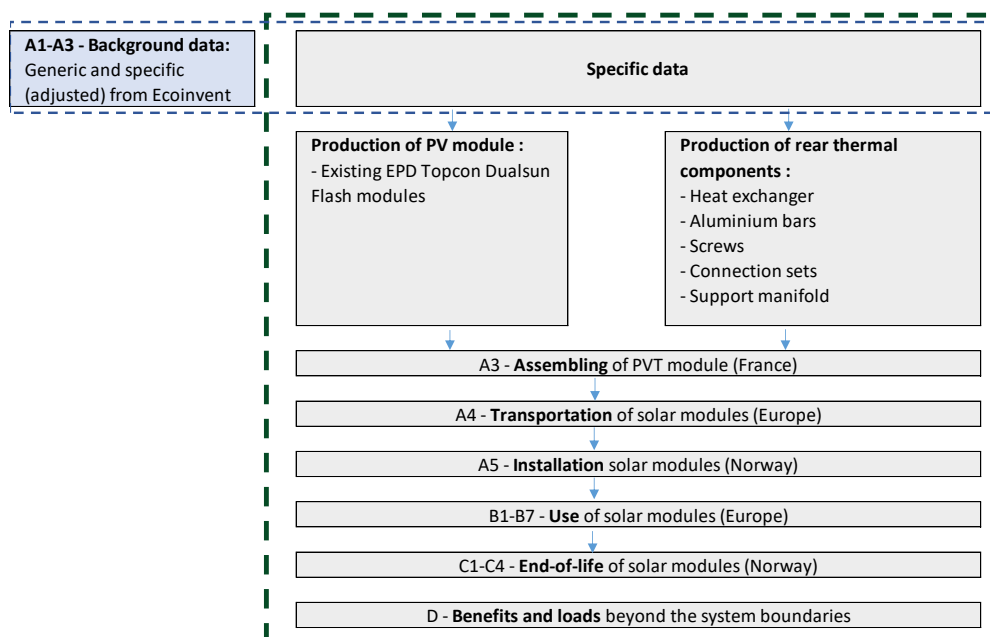 A1-A3 - Background data:
Generic and specific
(adjusted) from Ecoinvent
Specific data
Production of PV module :
- Existing EPD Topcon Dualsun
Flash modules
Production of rear thermal
components :
- Heat exchanger
- Aluminium bars
- Screws
- Connection sets
- Support manifold
A3 - Assembling of PVT module (France)
A4 - Transportation of solar modules (Europe)
A5 - Installation solar modules (Norway)
B1-B7 - Use of solar modules (Europe)
C1-C4 - End-of-life of solar modules (Norway)
D - Benefits and loads beyond the system boundaries